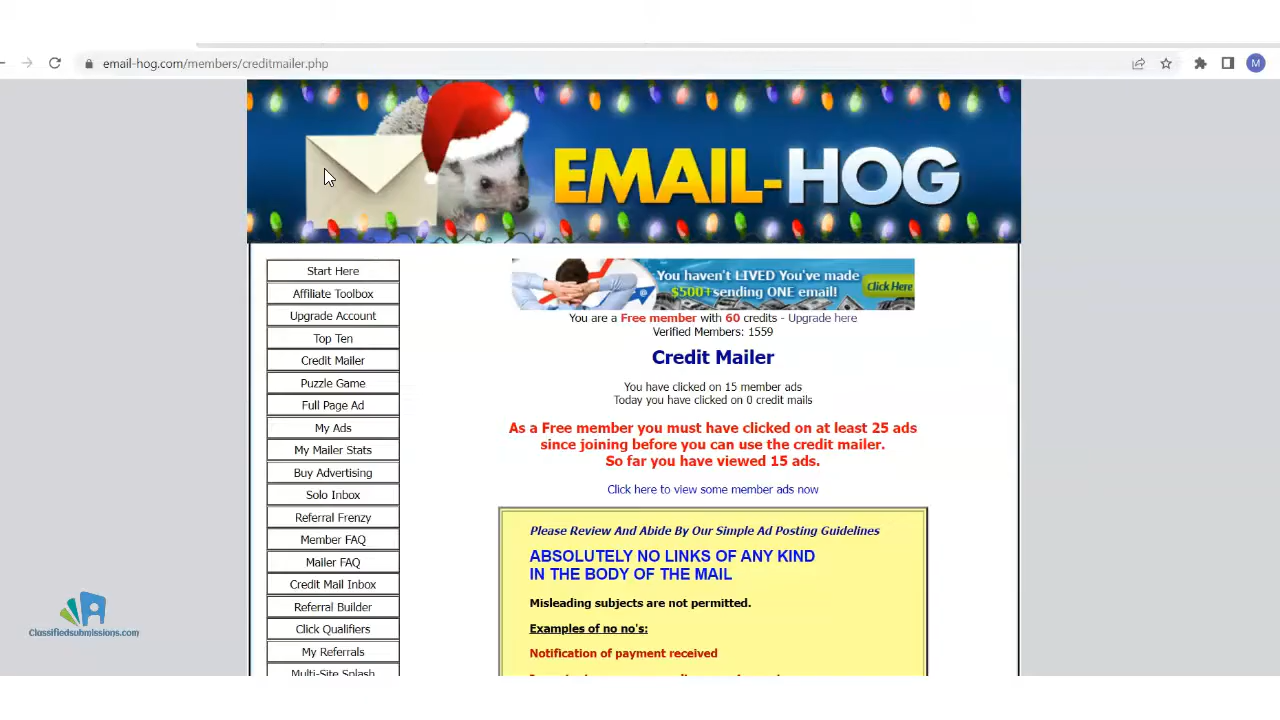 email-hog.com/members/creditmailer.php
M
EMAIL-HOG
Start Here
Affiliate Toolbox
Upgrade Account
Top Ten
Credit Mailer
Puzzle Game
Full Page Ad
My Ads
My Mailer Stats
Buy Advertising
Solo Inbox
Referral Frenzy
Member FAQ
Mailer FAQ
Credit Mail Inbox
Referral Builder
Click Qualifiers
My Referrals
Multi-Site Splash
You haven't LIVED You've made
$500+sending ONE email!
Click Here
You are a Free member with 60 credits - Upgrade here
Verified Members: 1559
Credit Mailer
You have clicked on 15 member ads
Today you have clicked on 0 credit mails
As a Free member you must have clicked on at least 25 ads
since joining before you can use the credit mailer.
So far you have viewed 15 ads.
Click here to view some member ads now
Please Review And Abide By Our Simple Ad Posting Guidelines
ABSOLUTELY NO LINKS OF ANY KIND
IN THE BODY OF THE MAIL
Misleading subjects are not permitted.
Examples of no no's:
Notification of payment received
Classifiedsubmissions.com